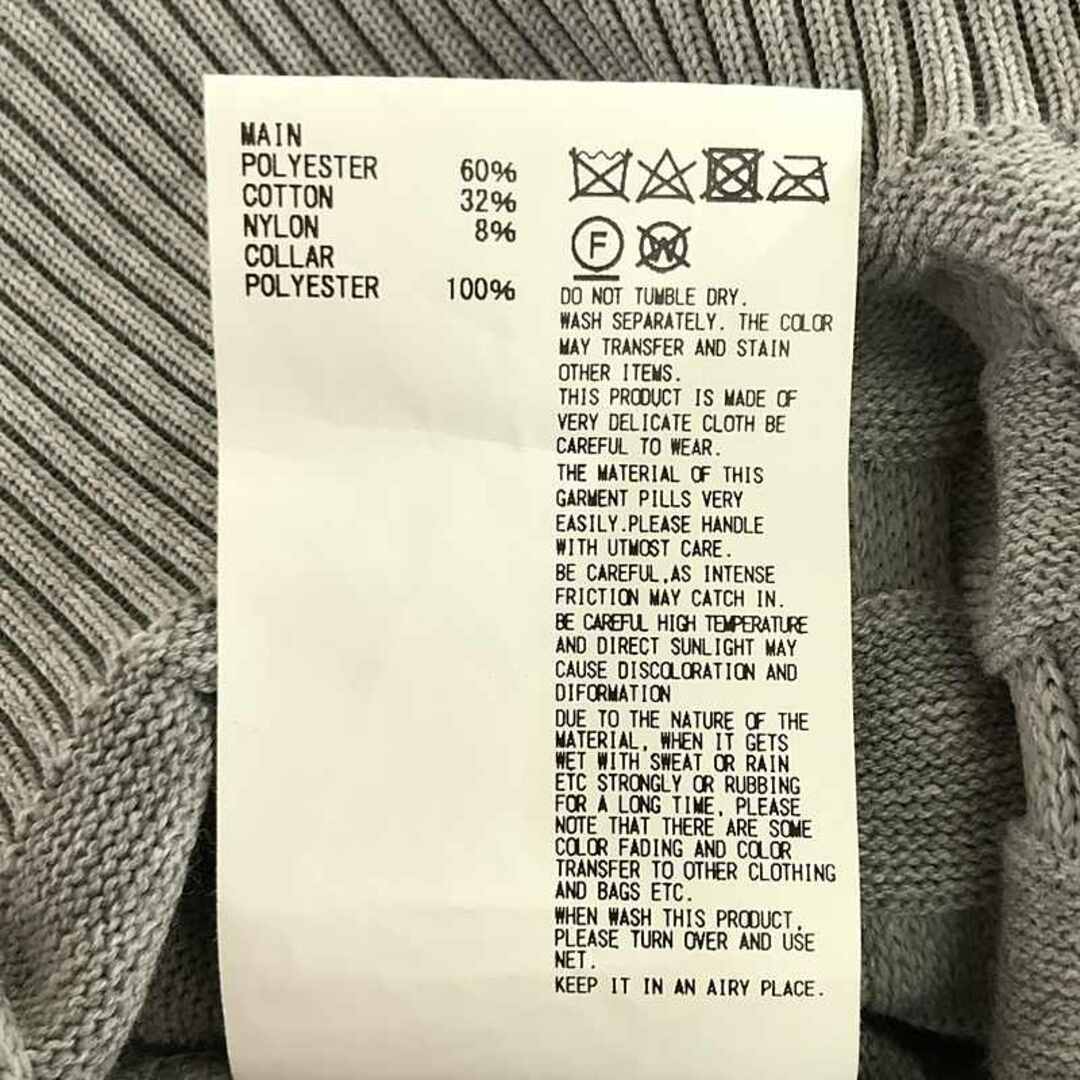 MAIN
POLYESTER 60%
COTTON 32%
NYLON 8%
COLLAR
POLYESTER 100%
F W
DO NOT TUMBLE DRY.
WASH SEPARATELY. THE COLOR
MAY TRANSFER AND STAIN
OTHER ITEMS.
THIS PRODUCT IS MADE OF
VERY DELICATE CLOTH BE
CAREFUL TO WEAR.
THE MATERIAL OF THIS
GARMENT PILLS VERY
EASILY.PLEASE HANDLE
WITH UTMOST CARE.
BE CAREFUL,AS INTENSE
FRICTION MAY CATCH IN.
BE CAREFUL HIGH TEMPERATURE
AND DIRECT SUNLIGHT MAY
CAUSE DISCOLORATION AND
DIFORMATION
DUE TO THE NATURE OF THE
MATERIAL, WHEN IT GETS
WET WITH SWEAT OR RAIN
ETC STRONGLY OR RUBBING
FOR A LONG TIME, PLEASE
NOTE THAT THERE ARE SOME
COLOR FADING AND COLOR
TRANSFER TO OTHER CLOTHING
AND BAGS ETC.
WHEN WASH THIS PRODUCT,
PLEASE TURN OVER AND USE
NET.
KEEP IT IN AN AIRY PLACE.